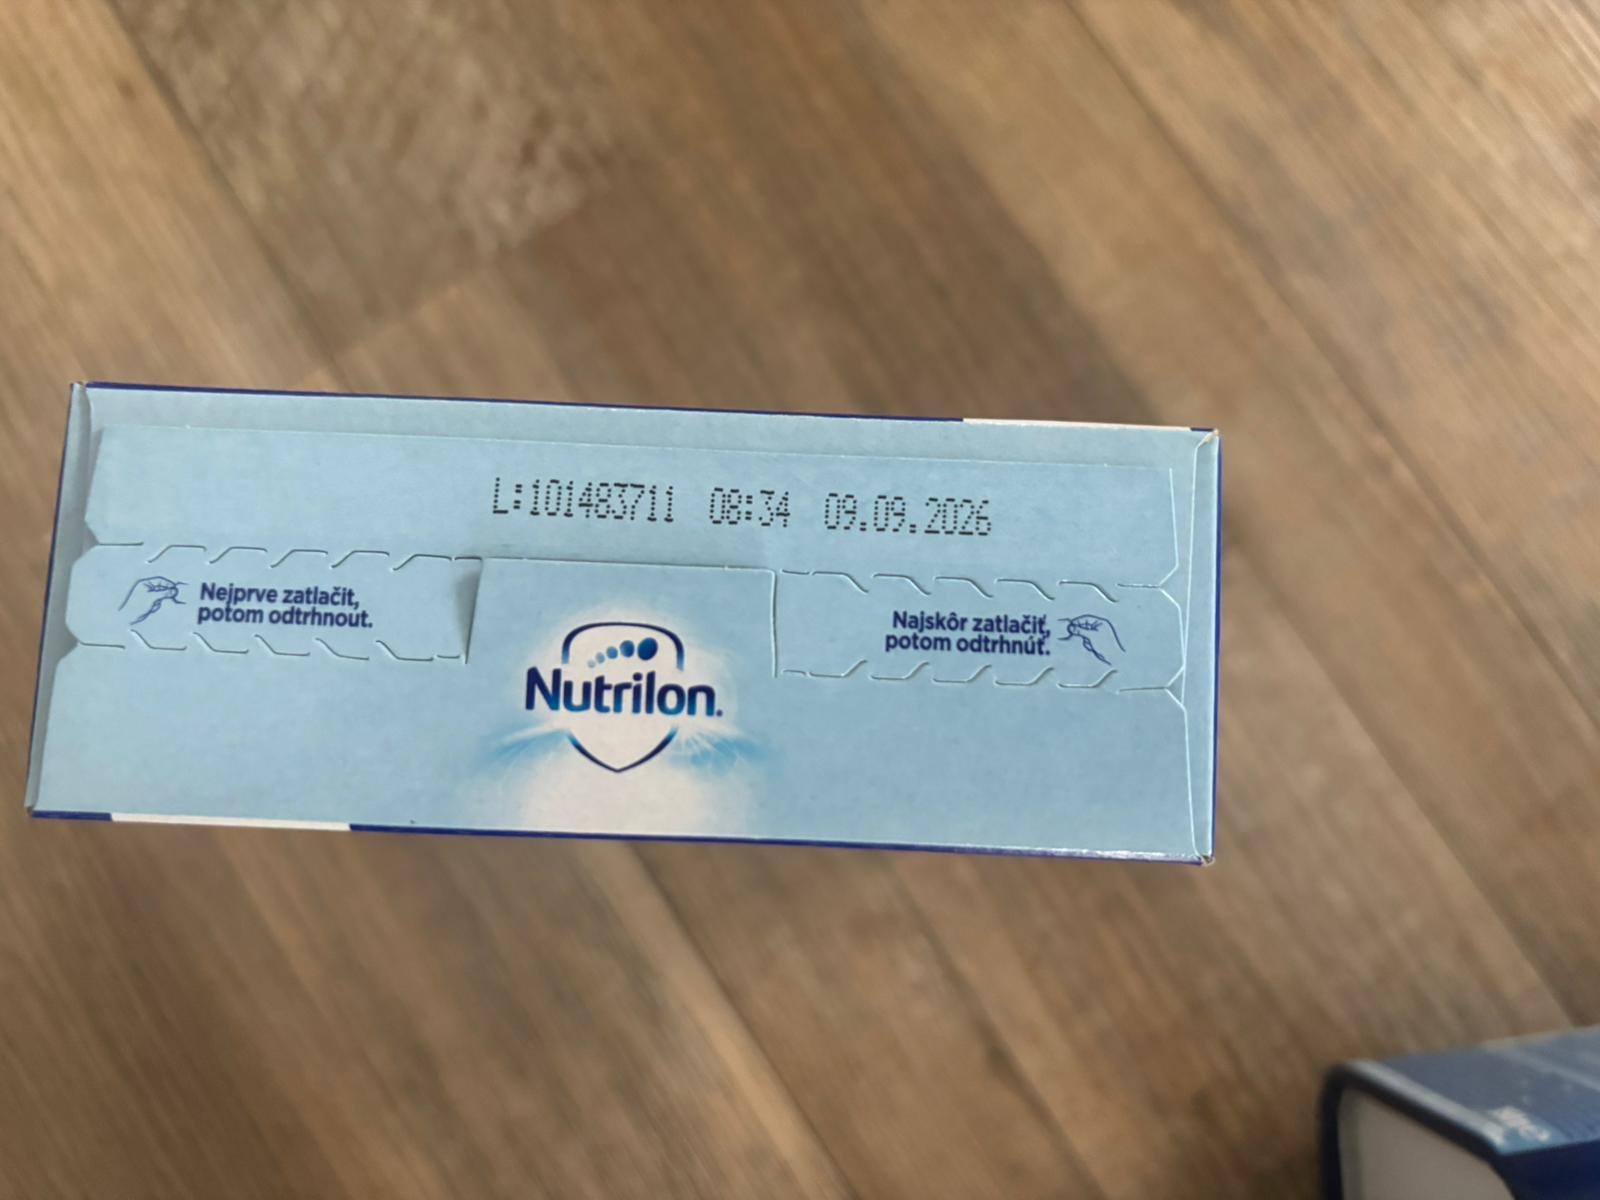 L:101483711 08:34 09.09.2026
Nejprve zatlačit,
potom odtrhnout.
Najskôr zatlačiť,
potom odtrhnúť.
Nutrilon.